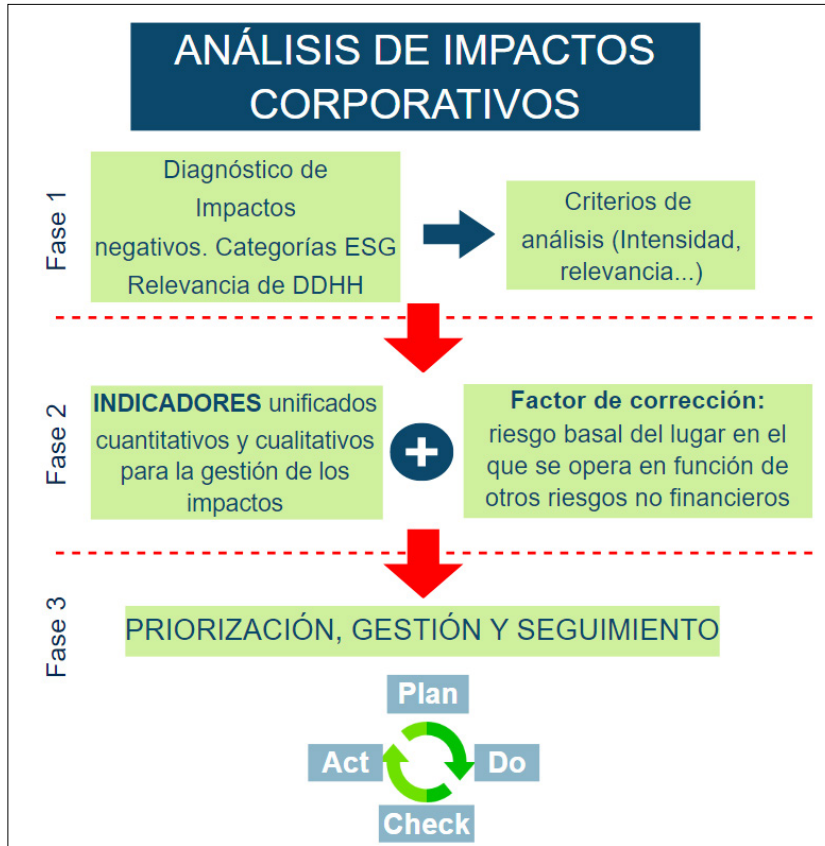 ANÁLISIS DE IMPACTOS
CORPORATIVOS
Fase 1
Diagnóstico de
Impactos
negativos. Categorías ESG
Relevancia de DDHH
Criterios de
análisis (Intensidad,
relevancia...)
Fase 2
INDICADORES unificados
cuantitativos y cualitativos
para la gestión de los
impactos
+
Factor de corrección:
riesgo basal del lugar en el
que se opera en función de
otros riesgos no financieros
Fase 3
PRIORIZACIÓN, GESTIÓN Y SEGUIMIENTO
Plan
Act
Do
Check